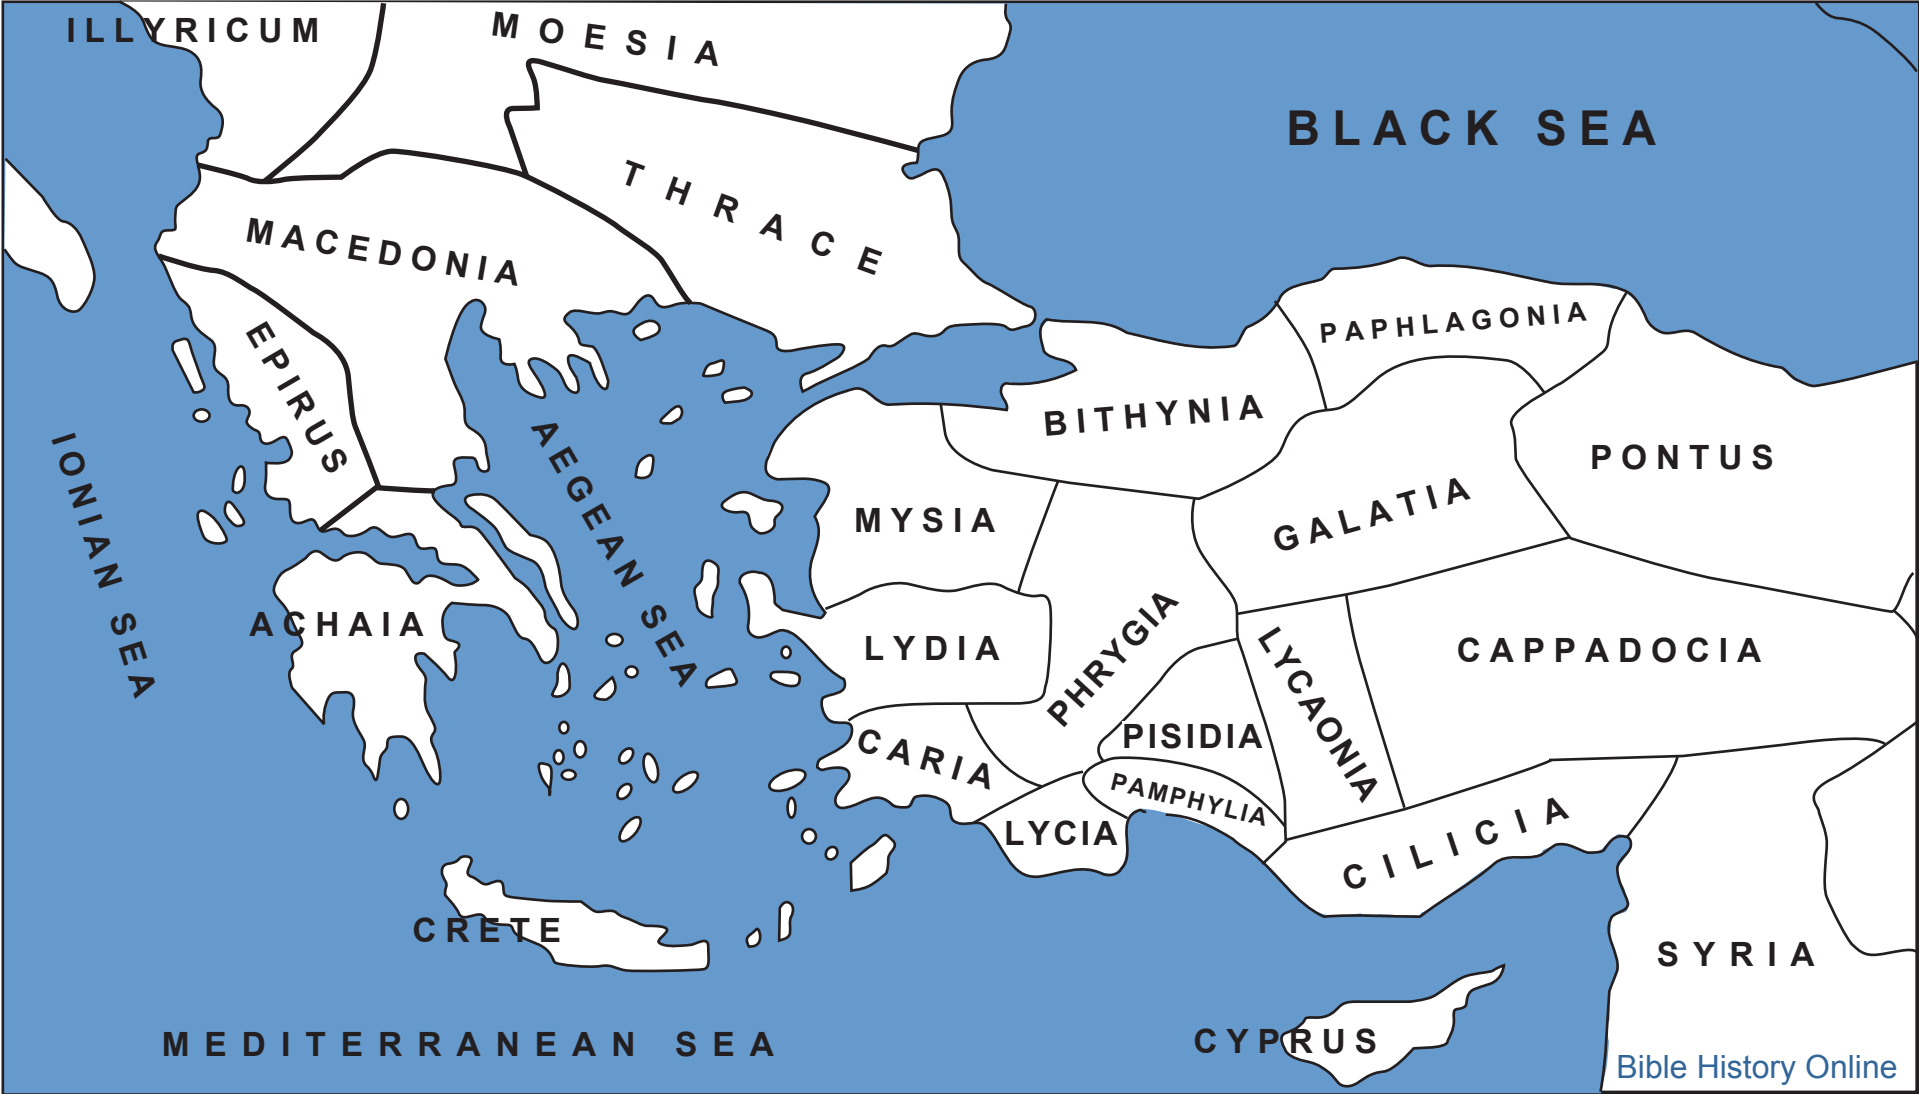 ILLYRICUM
MOESIA
BLACK SEA
THRACE
MACEDONIA
PAPHLAGONIA
EPIRUS
BITHYNIA
PONTUS
IONIAN SEA
AEGEAN SEA
MYSIA
GALATIA
ACHAIA
LYDIA
PHRYGIA
LYCAONIA
CAPPADOCIA
PISIDIA
CARIA
PAMPHYLIA
LYCIA
CILICIA
CRETE
SYRIA
CYPRUS
MEDITERRANEAN SEA
Bible History Online